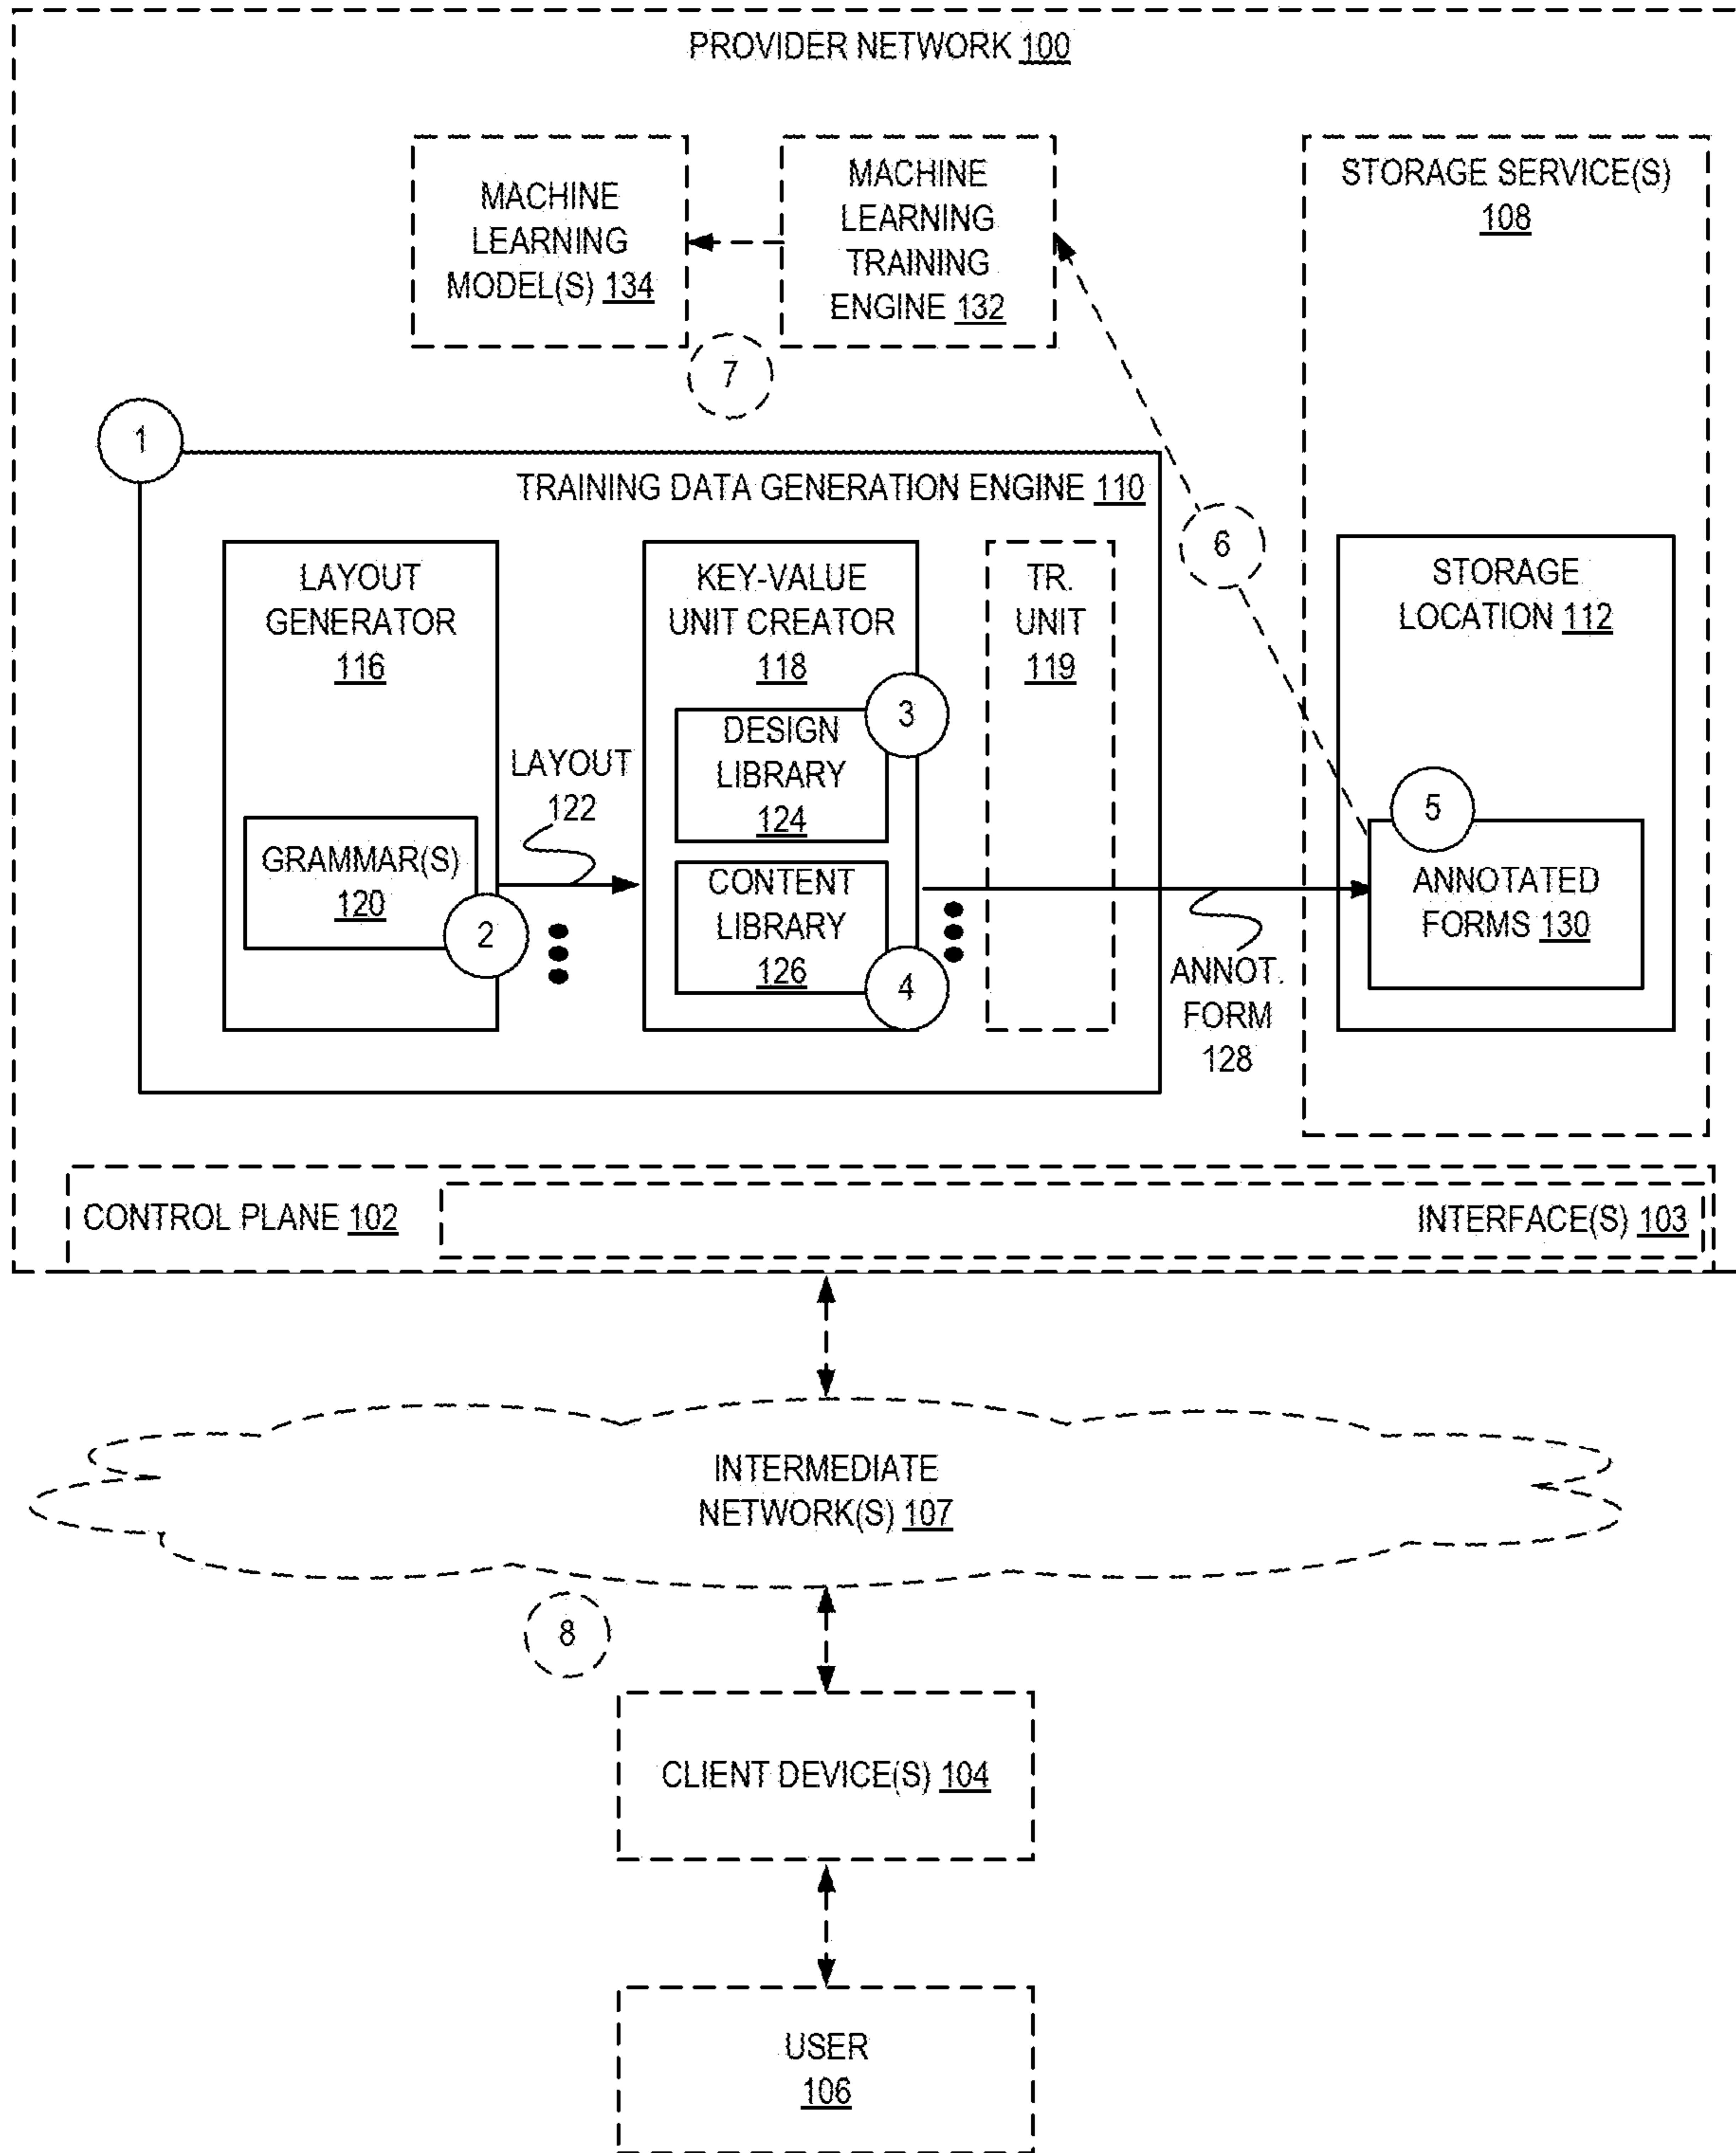 PROVIDER NETWORK 100
MACHINE
LEARNING
MODEL(S) 134
MACHINE
LEARNING
TRAINING
ENGINE 132
STORAGE SERVICE(S)
108
7
1
TRAINING DATA GENERATION ENGINE 110
6
LAYOUT
GENERATOR
116
GRAMMAR(S)
120
2
LAYOUT
122
KEY-VALUE
UNIT CREATOR
118
3
DESIGN
LIBRARY
124
CONTENT
LIBRARY
126
4
TR.
UNIT
119
ANNOT.
FORM
128
STORAGE
LOCATION 112
5
ANNOTATED
FORMS 130
CONTROL PLANE 102
INTERFACE(S) 103
INTERMEDIATE
NETWORK(S) 107
8
CLIENT DEVICE(S) 104
USER
106